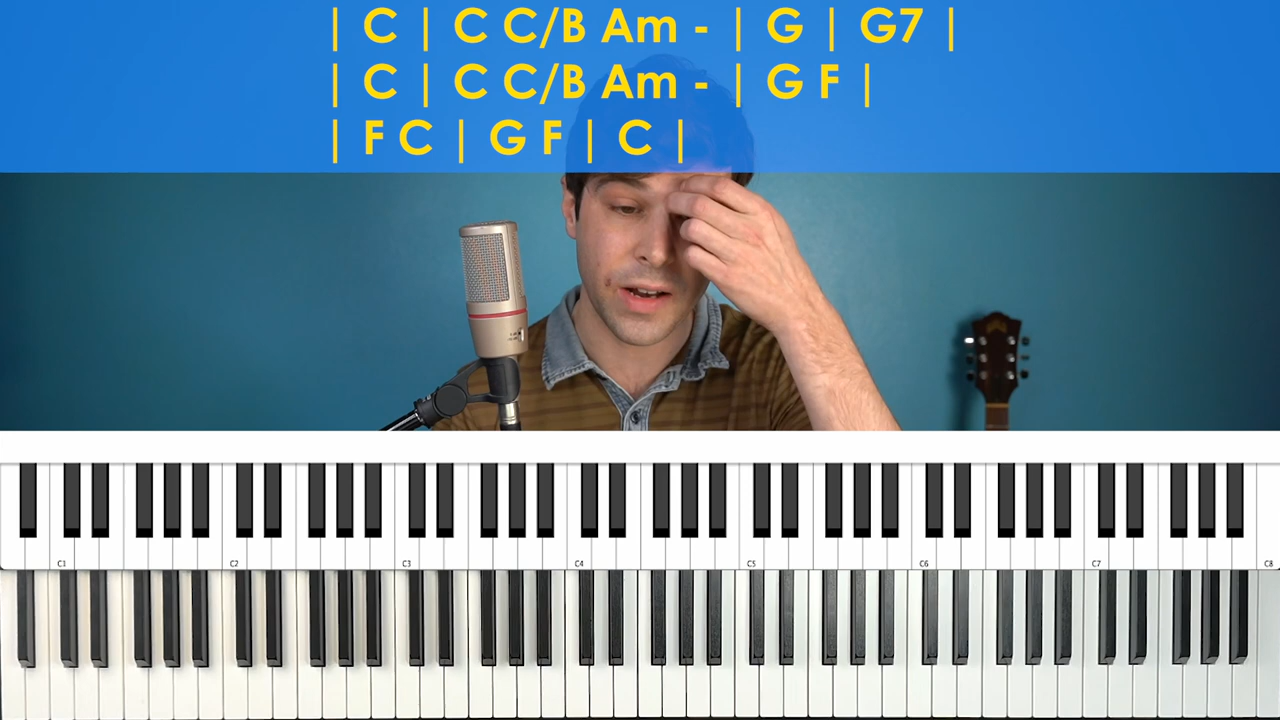 | C | C C/B Am - | G | G7 |
| C | C C/B Am - | G F |
| F C | G F | C |
C1 C2 C3 C4 C5 C6 C7 C8